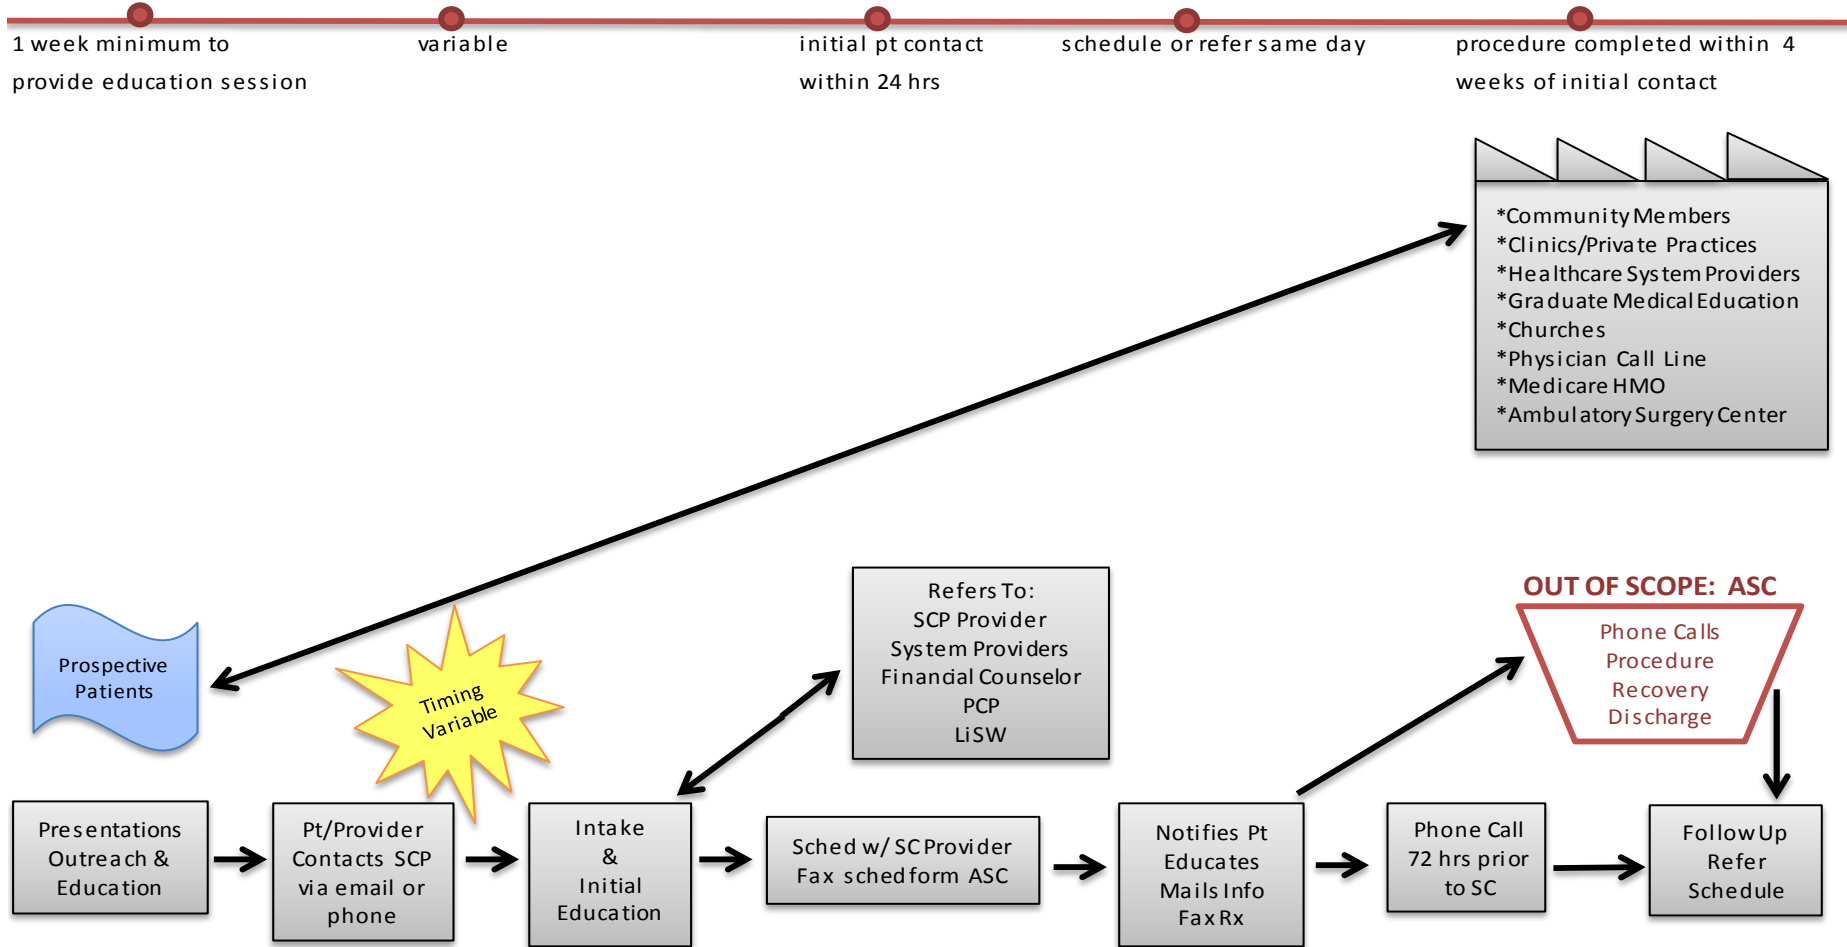 1 week minimum to
provide education session
variable
initial pt contact
within 24 hrs
schedule or refer same day
procedure completed within 4
weeks of initial contact
*Community Members
*Clinics/Private Practices
*Healthcare System Providers
*Graduate Medical Education
*Churches
*Physician Call Line
*Medicare HMO
*Ambulatory Surgery Center
Prospective
Patients
Timing
Variable
Refers To:
SCP Provider
System Providers
Financial Counselor
PCP
LiSW
OUT OF SCOPE: ASC
Phone Calls
Procedure
Recovery
Discharge
Presentations
Outreach &
Education
Pt/Provider
Contacts SCP
via email or
phone
Intake
&
Initial
Education
Sched w/ SC Provider
Fax sched form ASC
Notifies Pt
Educates
Mails Info
Fax Rx
Phone Call
72 hrs prior
to SC
Follow Up
Refer
Schedule